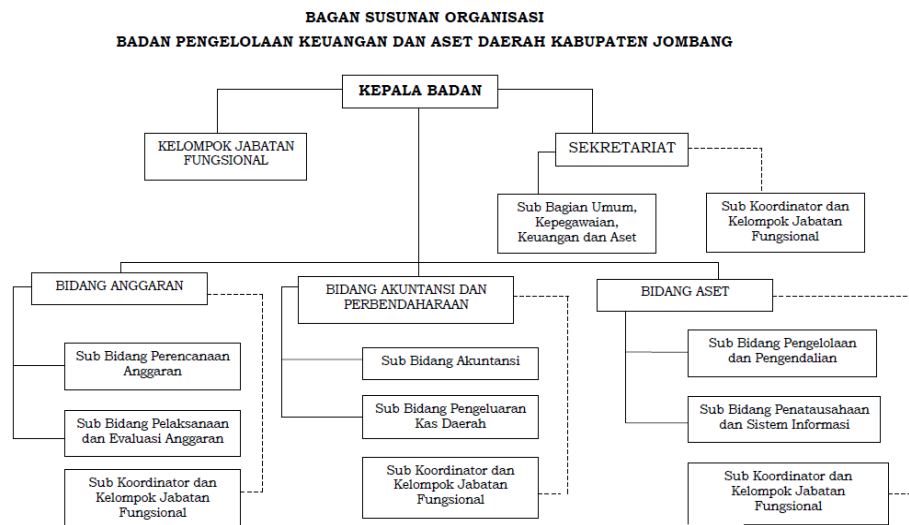 BAGAN SUSUNAN ORGANISASI
BADAN PENGELOLAAN KEUANGAN DAN ASET DAERAH KABUPATEN JOMBANG
KEPALA BADAN
KELOMPOK JABATAN
FUNGSIONAL
SEKRETARIAT
Sub Bagian Umum,
Kepegawaian,
Keuangan dan Aset
Sub Koordinator dan
Kelompok Jabatan
Fungsional
BIDANG ANGGARAN
Sub Bidang Perencanaan
Anggaran
Sub Bidang Pelaksanaan
dan Evaluasi Anggaran
Sub Koordinator dan
Kelompok Jabatan
Fungsional
BIDANG AKUNTANSI DAN
PERBENDAHARAAN
Sub Bidang Akuntansi
Sub Bidang Pengeluaran
Kas Daerah
Sub Koordinator dan
Kelompok Jabatan
Fungsional
BIDANG ASET
Sub Bidang Pengelolaan
dan Pengendalian
Sub Bidang Penatausahaan
dan Sistem Informasi
Sub Koordinator dan
Kelompok Jabatan
Fungsional